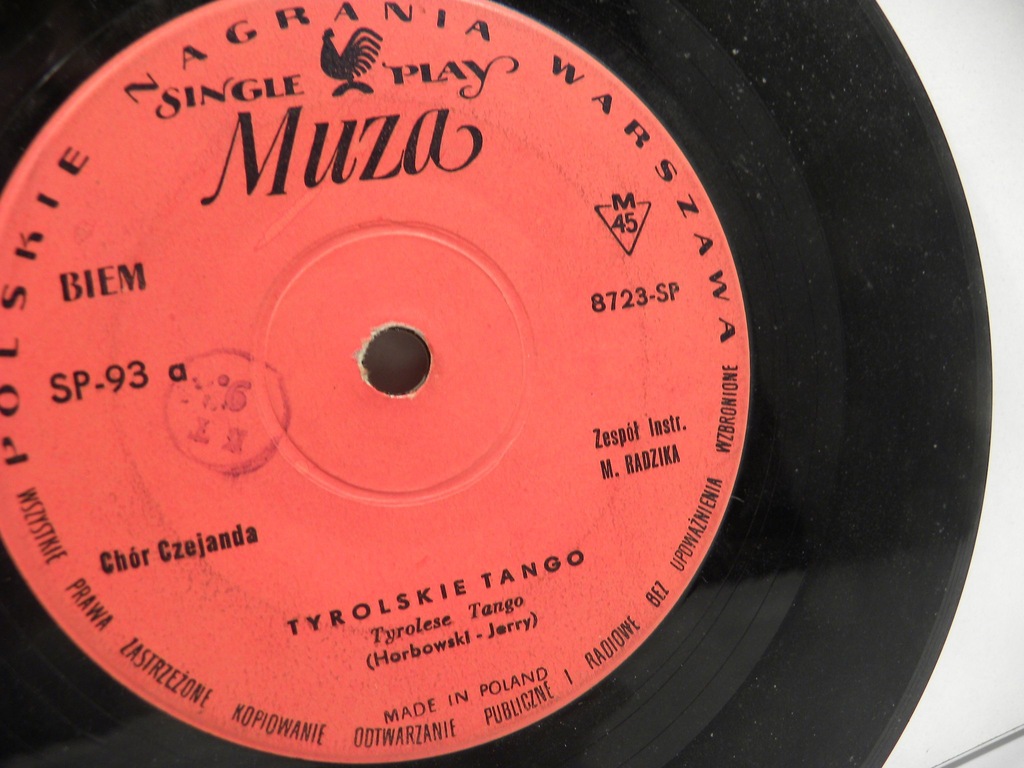 POLSKIE NAGRANIA WARSZAWA
SINGLE PLAY
Muza
M
45
BIEM
8723-SP
SP-93 a
Zespół Instr.
M. RADZIKA
Chór Czejanda
TYROLSKIE TANGO
Tyrolese Tango
(Horbowski - Jerry)
MADE IN POLAND
WSZYSTKIE PRAWA ZASTRZEŻONE KOPIOWANIE ODTWARZANIE PUBLICZNE I RADIOWE BEZ UPOWAŻNIENIA WZBRONIONE